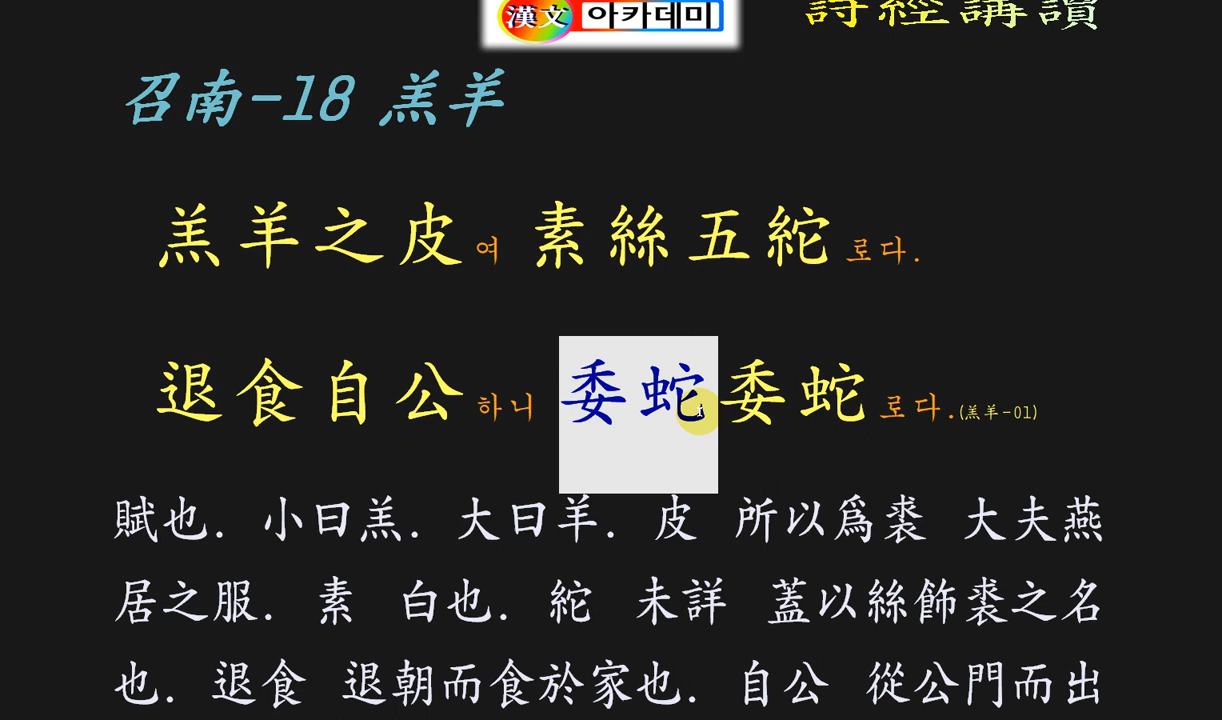 漢文 아카데미
詩經講讀
召南-18 羔羊
羔羊之皮여 素絲五紽로다.
退食自公하니 委蛇委蛇로다.(羔羊-01)
賦也. 小曰羔. 大曰羊. 皮 所以爲裘 大夫燕
居之服. 素 白也. 紽 未詳 蓋以絲飾裘之名
也. 退食 退朝而食於家也. 自公 從公門而出